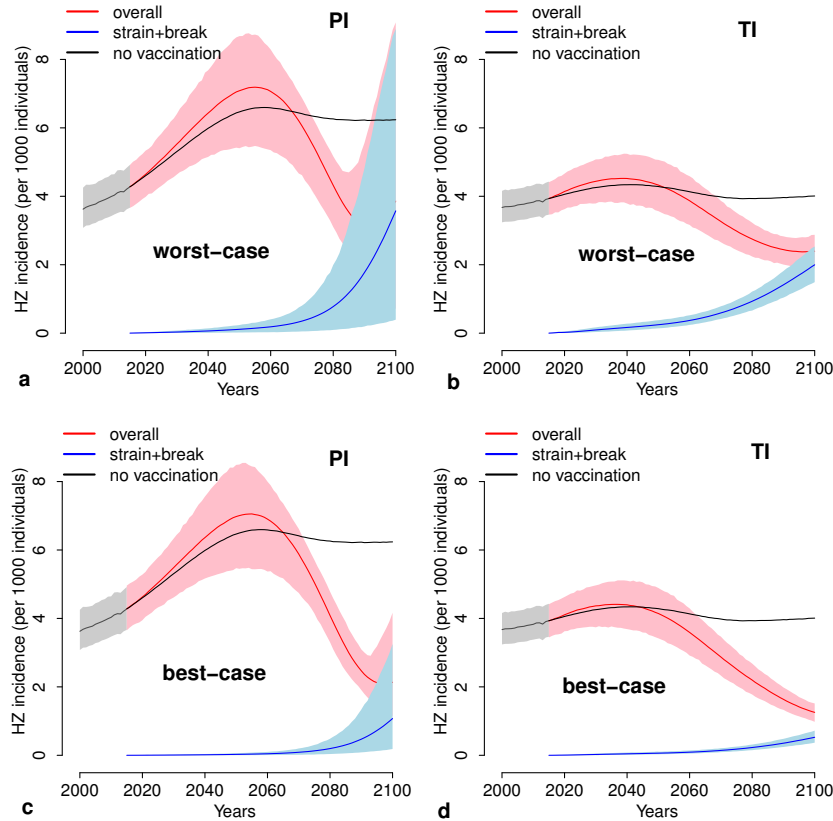 overall
strain+break
no vaccination
PI
HZ incidence (per 1000 individuals)
0 2 4 6 8
worst−case
2000 2020 2040 2060 2080 2100
Years
a
overall
strain+break
no vaccination
TI
HZ incidence (per 1000 individuals)
0 2 4 6 8
worst−case
2000 2020 2040 2060 2080 2100
Years
b
overall
strain+break
no vaccination
PI
HZ incidence (per 1000 individuals)
0 2 4 6 8
best−case
2000 2020 2040 2060 2080 2100
Years
c
overall
strain+break
no vaccination
TI
HZ incidence (per 1000 individuals)
0 2 4 6 8
best−case
2000 2020 2040 2060 2080 2100
Years
d